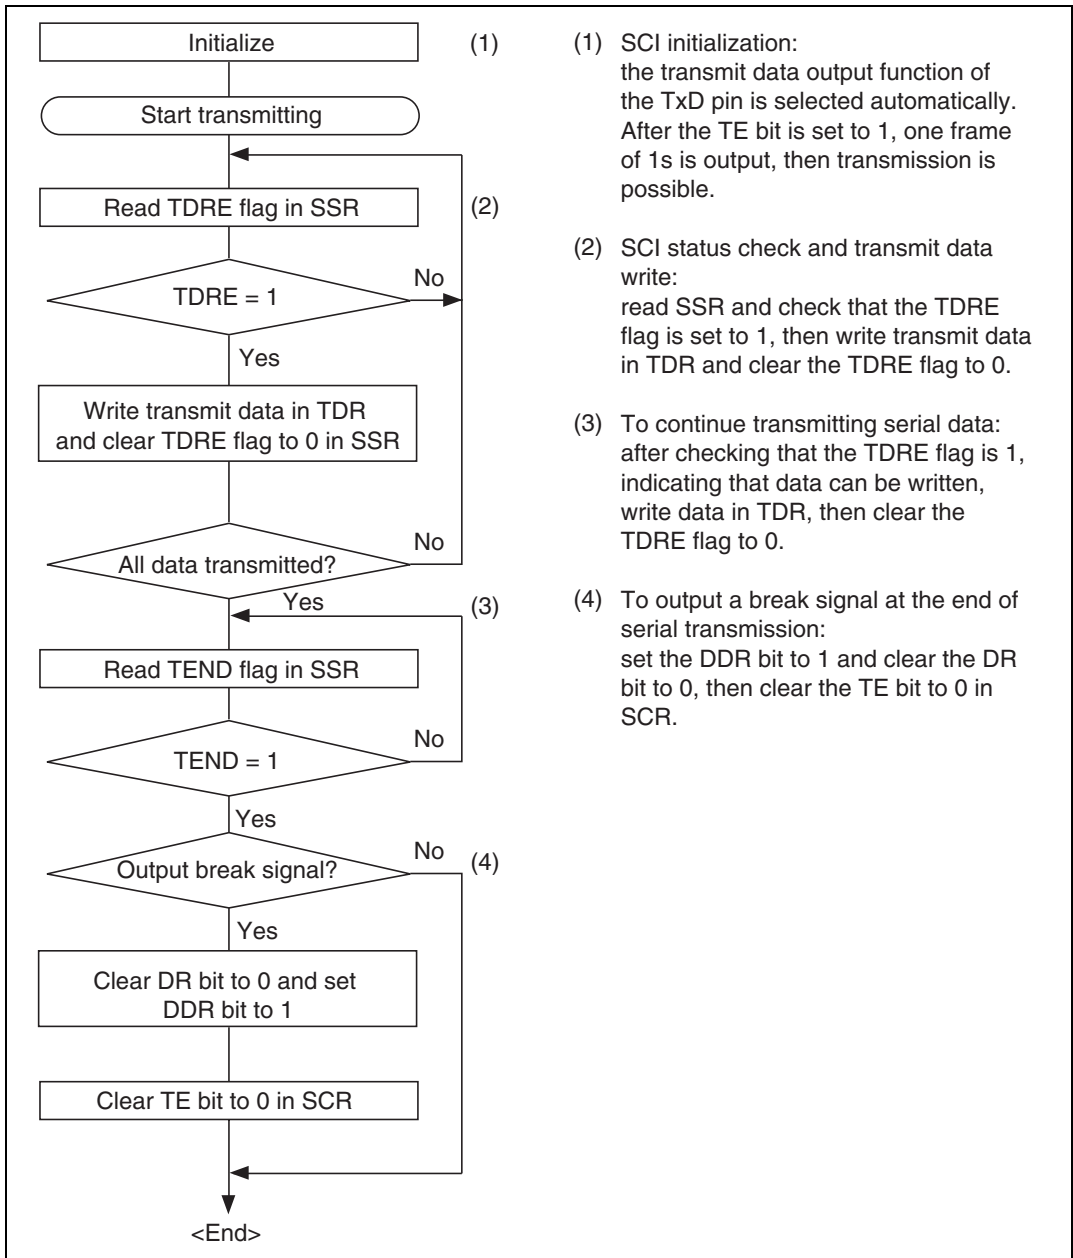 Initialize
(1)
Start transmitting
Read TDRE flag in SSR
(2)
TDRE = 1
No
Yes
Write transmit data in TDR
and clear TDRE flag to 0 in SSR
All data transmitted?
No
Yes
(3)
Read TEND flag in SSR
TEND = 1
No
Yes
Output break signal?
No
(4)
Yes
Clear DR bit to 0 and set
DDR bit to 1
Clear TE bit to 0 in SCR
<End>
(1) SCI initialization:
the transmit data output function of
the TxD pin is selected automatically.
After the TE bit is set to 1, one frame
of 1s is output, then transmission is
possible.
(2) SCI status check and transmit data
write:
read SSR and check that the TDRE
flag is set to 1, then write transmit data
in TDR and clear the TDRE flag to 0.
(3) To continue transmitting serial data:
after checking that the TDRE flag is 1,
indicating that data can be written,
write data in TDR, then clear the
TDRE flag to 0.
(4) To output a break signal at the end of
serial transmission:
set the DDR bit to 1 and clear the DR
bit to 0, then clear the TE bit to 0 in
SCR.